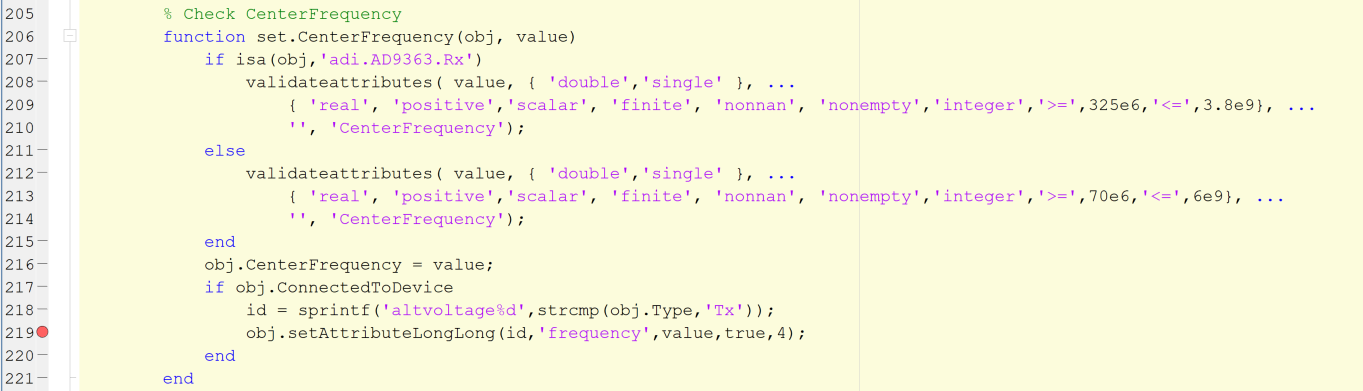 205 % Check CenterFrequency
206 function set.CenterFrequency(obj, value)
207 if isa(obj,'adi.AD9363.Rx')
208 validateattributes( value, { 'double','single' }, ...
209 { 'real', 'positive','scalar', 'finite', 'nonnan', 'nonempty','integer','>=',325e6,'<=',3.8e9}, ...
210 '', 'CenterFrequency');
211 else
212 validateattributes( value, { 'double','single' }, ...
213 { 'real', 'positive','scalar', 'finite', 'nonnan', 'nonempty','integer','>=',70e6,'<=',6e9}, ...
214 '', 'CenterFrequency');
215 end
216 obj.CenterFrequency = value;
217 if obj.ConnectedToDevice
218 id = sprintf('altvoltage%d',strcmp(obj.Type,'Tx'));
219 obj.setAttributeLongLong(id,'frequency',value,true,4);
220 end
221 end